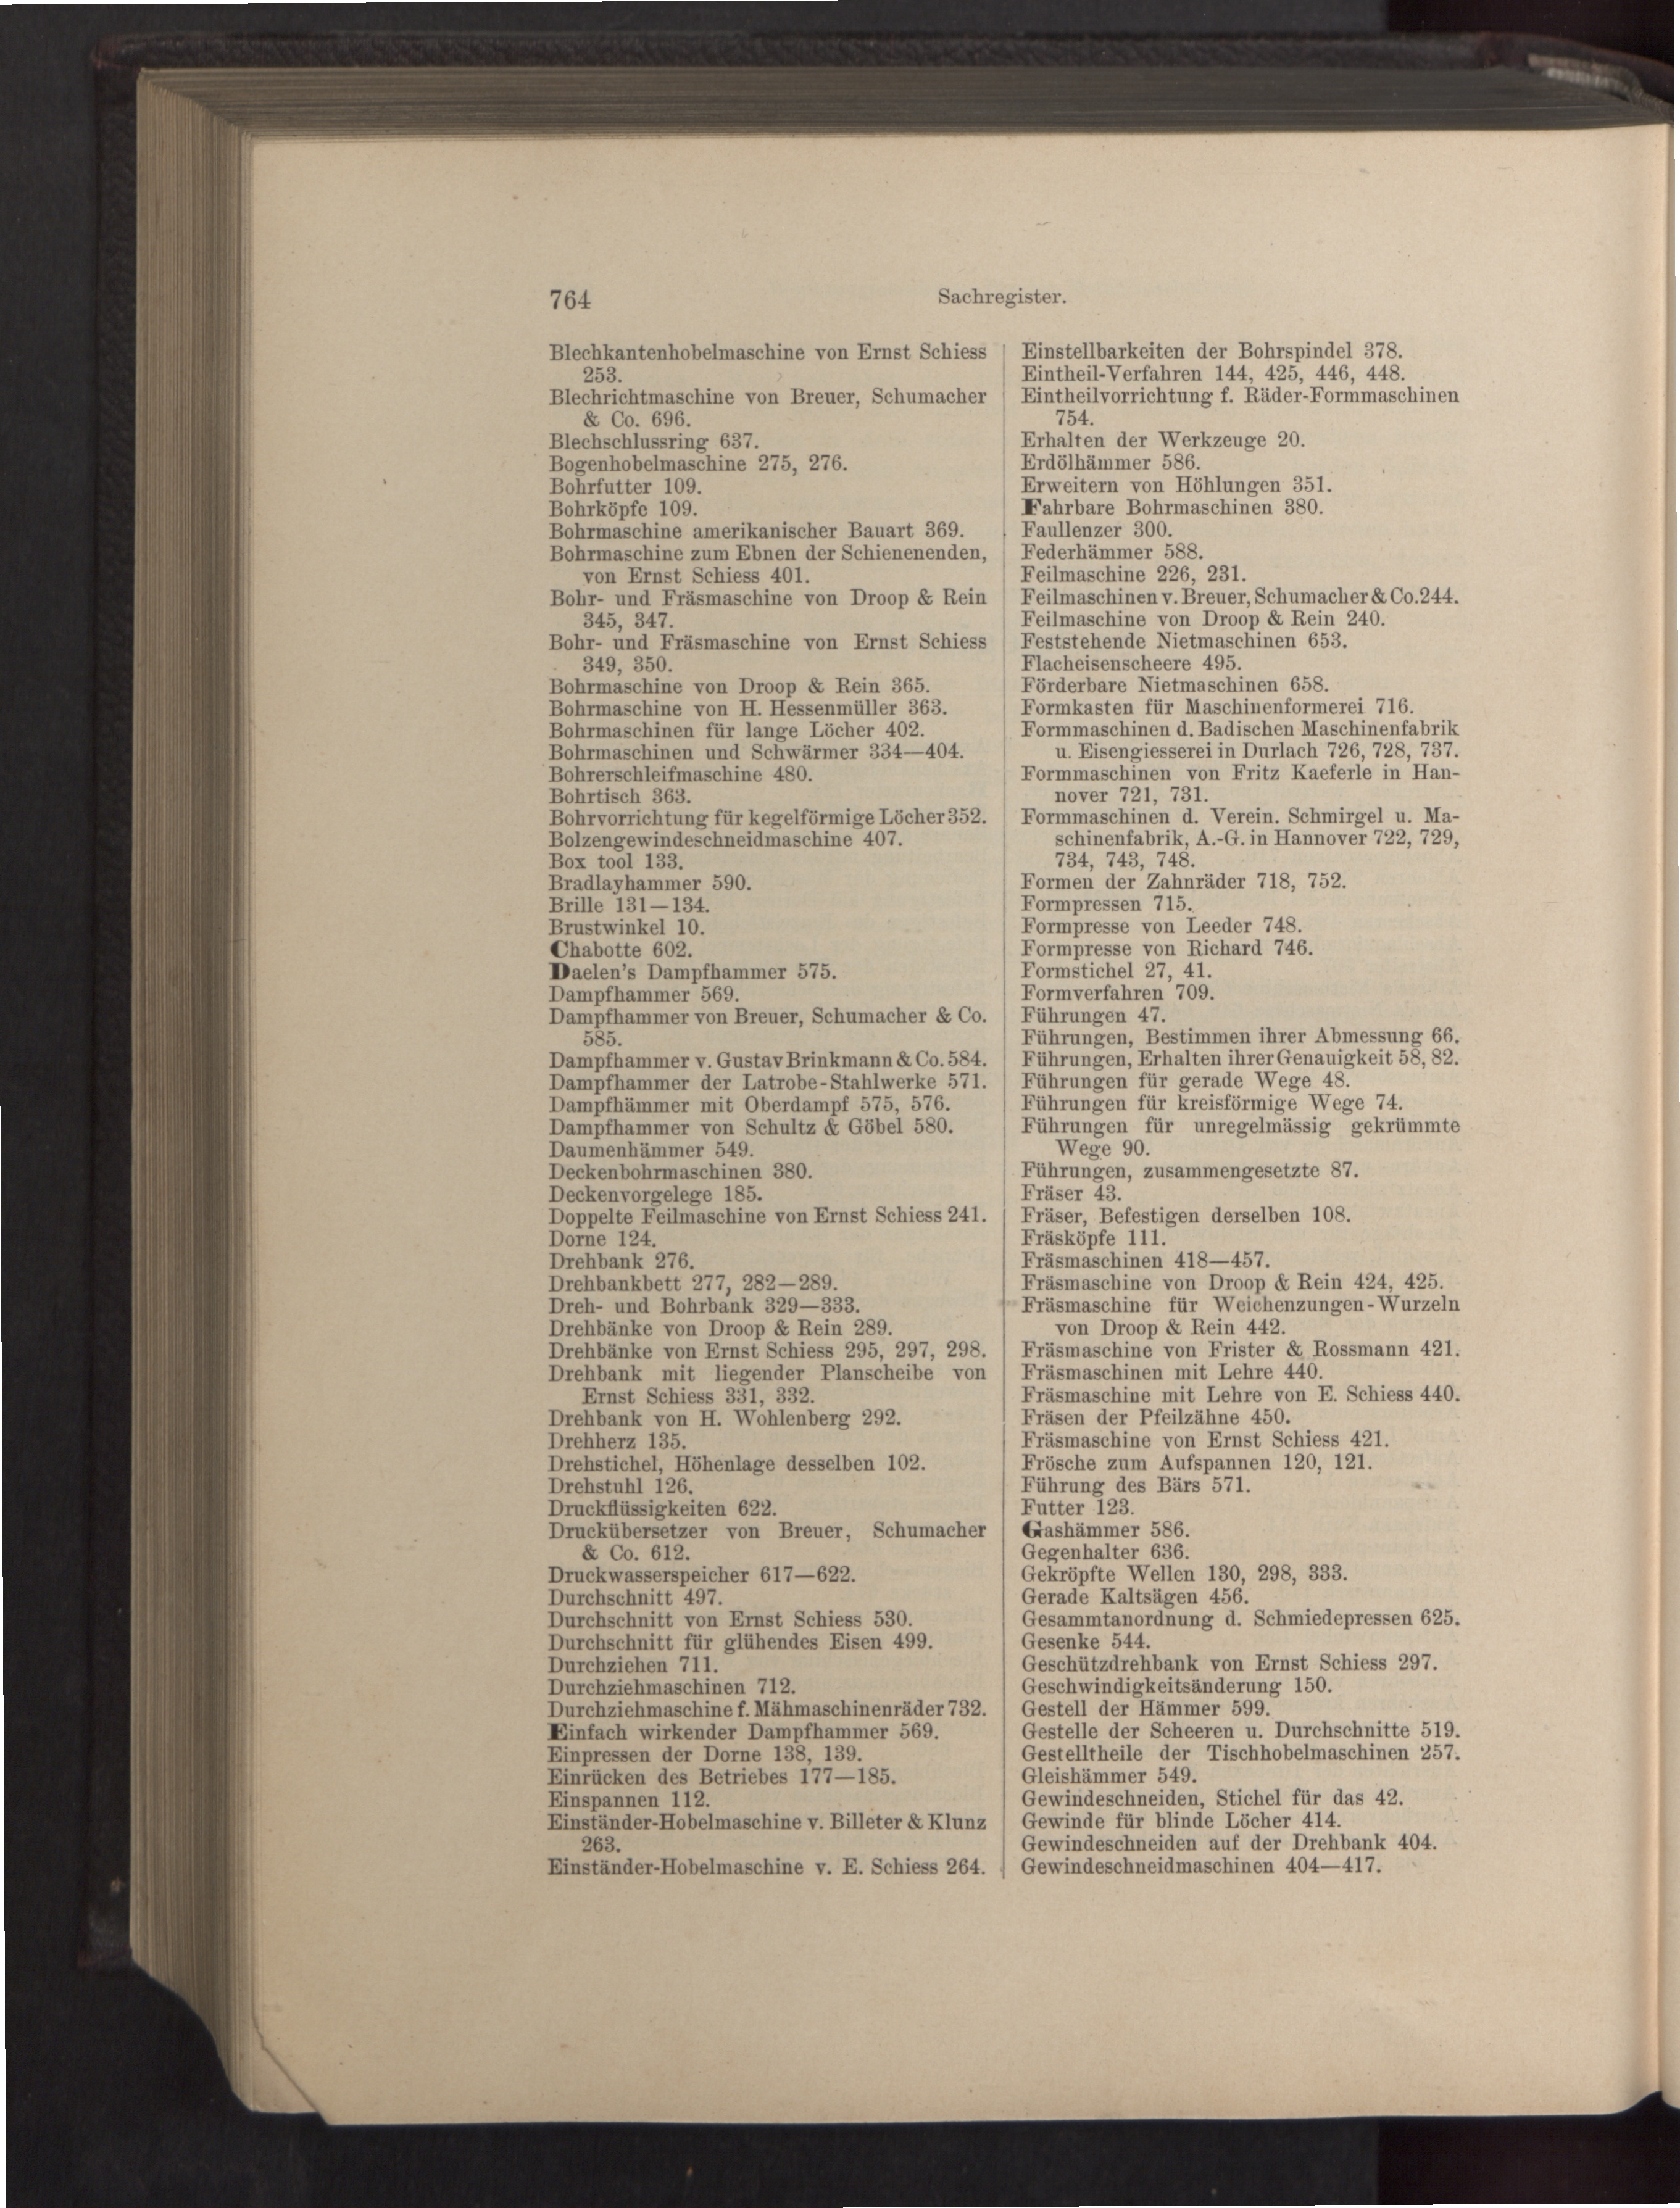 764
Sachregister.
Blechkantenhobelmaschine von Ernst Schiess
253.
Blechrichtmaschine von Breuer, Schumacher
& Co. 696.
Blechschlussring 637.
Bogenhobelmaschine 275, 276.
Bohrfutter 109.
Bohrköpfe 109.
Bohrmaschine amerikanischer Bauart 369.
Bohrmaschine zum Ebnen der Schienenenden,
von Ernst Schiess 401.
Bohr- und Fräsmaschine von Droop & Rein
345, 347.
Bohr- und Fräsmaschine von Ernst Schiess
349, 350.
Bohrmaschine von Droop & Rein 365.
Bohrmaschine von H. Hessenmüller 363.
Bohrmaschinen für lange Löcher 402.
Bohrmaschinen und Schwärmer 334—404.
Bohrerschleifmaschine 480.
Bohrtisch 363.
Bohrvorrichtung für kegelförmige Löcher 352.
Bolzengewindeschneidmaschine 407.
Box tool 133.
Bradlayhammer 590.
Brille 131—134.
Brustwinkel 10.
Chabotte 602.
Daelen's Dampfhammer 575.
Dampfhammer 569.
Dampfhammer von Breuer, Schumacher & Co.
585.
Dampfhammer v. Gustav Brinkmann & Co. 584.
Dampfhammer der Latrobe-Stahlwerke 571.
Dampfhämmer mit Oberdampf 575, 576.
Dampfhammer von Schultz & Göbel 580.
Daumenhämmer 549.
Deckenbohrmaschinen 380.
Deckenvorgelege 185.
Doppelte Feilmaschine von Ernst Schiess 241.
Dorne 124.
Drehbank 276.
Drehbankbett 277, 282—289.
Dreh- und Bohrbank 329—333.
Drehbänke von Droop & Rein 289.
Drehbänke von Ernst Schiess 295, 297, 298.
Drehbank mit liegender Planscheibe von
Ernst Schiess 331, 332.
Drehbank von H. Wohlenberg 292.
Drehherz 135.
Drehstichel, Höhenlage desselben 102.
Drehstuhl 126.
Druckflüssigkeiten 622.
Druckübersetzer von Breuer, Schumacher
& Co. 612.
Druckwasserspeicher 617—622.
Durchschnitt 497.
Durchschnitt von Ernst Schiess 530.
Durchschnitt für glühendes Eisen 499.
Durchziehen 711.
Durchziehmaschinen 712.
Durchziehmaschine f. Mähmaschinenräder 732.
Einfach wirkender Dampfhammer 569.
Einpressen der Dorne 138, 139.
Einrücken des Betriebes 177—185.
Einspannen 112.
Einständer-Hobelmaschine v. Billeter & Klunz
263.
Einständer-Hobelmaschine v. E. Schiess 264.
Einstellbarkeiten der Bohrspindel 378.
Eintheil-Verfahren 144, 425, 446, 448.
Eintheilvorrichtung f. Räder-Formmaschinen
754.
Erhalten der Werkzeuge 20.
Erdölhämmer 586.
Erweitern von Höhlungen 351.
Fahrbare Bohrmaschinen 380.
Faullenzer 300.
Federhämmer 588.
Feilmaschine 226, 231.
Feilmaschinen v. Breuer, Schumacher & Co. 244.
Feilmaschine von Droop & Rein 240.
Feststehende Nietmaschinen 653.
Flacheisenscheere 495.
Förderbare Nietmaschinen 658.
Formkasten für Maschinenformerei 716.
Formmaschinen d. Badischen Maschinenfabrik
u. Eisengiesserei in Durlach 726, 728, 737.
Formmaschinen von Fritz Kaeferle in Han-
nover 721, 731.
Formmaschinen d. Verein. Schmirgel u. Ma-
schinenfabrik, A.-G. in Hannover 722, 729,
734, 743, 748.
Formen der Zahnräder 718, 752.
Formpressen 715.
Formpresse von Leeder 748.
Formpresse von Richard 746.
Formstichel 27, 41.
Formverfahren 709.
Führungen 47.
Führungen, Bestimmen ihrer Abmessung 66.
Führungen, Erhalten ihrer Genauigkeit 58, 82.
Führungen für gerade Wege 48.
Führungen für kreisförmige Wege 74.
Führungen für unregelmässig gekrümmte
Wege 90.
Führungen, zusammengesetzte 87.
Fräser 43.
Fräser, Befestigen derselben 108.
Fräsköpfe 111.
Fräsmaschinen 418—457.
Fräsmaschine von Droop & Rein 424, 425.
Fräsmaschine für Weichenzungen-Wurzeln
von Droop & Rein 442.
Fräsmaschine von Frister & Rossmann 421.
Fräsmaschinen mit Lehre 440.
Fräsmaschine mit Lehre von E. Schiess 440.
Fräsen der Pfeilzähne 450.
Fräsmaschine von Ernst Schiess 421.
Frösche zum Aufspannen 120, 121.
Führung des Bärs 571.
Futter 123.
Gashämmer 586.
Gegenhalter 636.
Gekröpfte Wellen 130, 298, 333.
Gerade Kaltsägen 456.
Gesammtanordnung d. Schmiedepressen 625.
Gesenke 544.
Geschützdrehbank von Ernst Schiess 297.
Geschwindigkeitsänderung 150.
Gestell der Hämmer 599.
Gestelle der Scheeren u. Durchschnitte 519.
Gestelltheile der Tischhobelmaschinen 257.
Gleishämmer 549.
Gewindeschneiden, Stichel für das 42.
Gewinde für blinde Löcher 414.
Gewindeschneiden auf der Drehbank 404.
Gewindeschneidmaschinen 404—417.